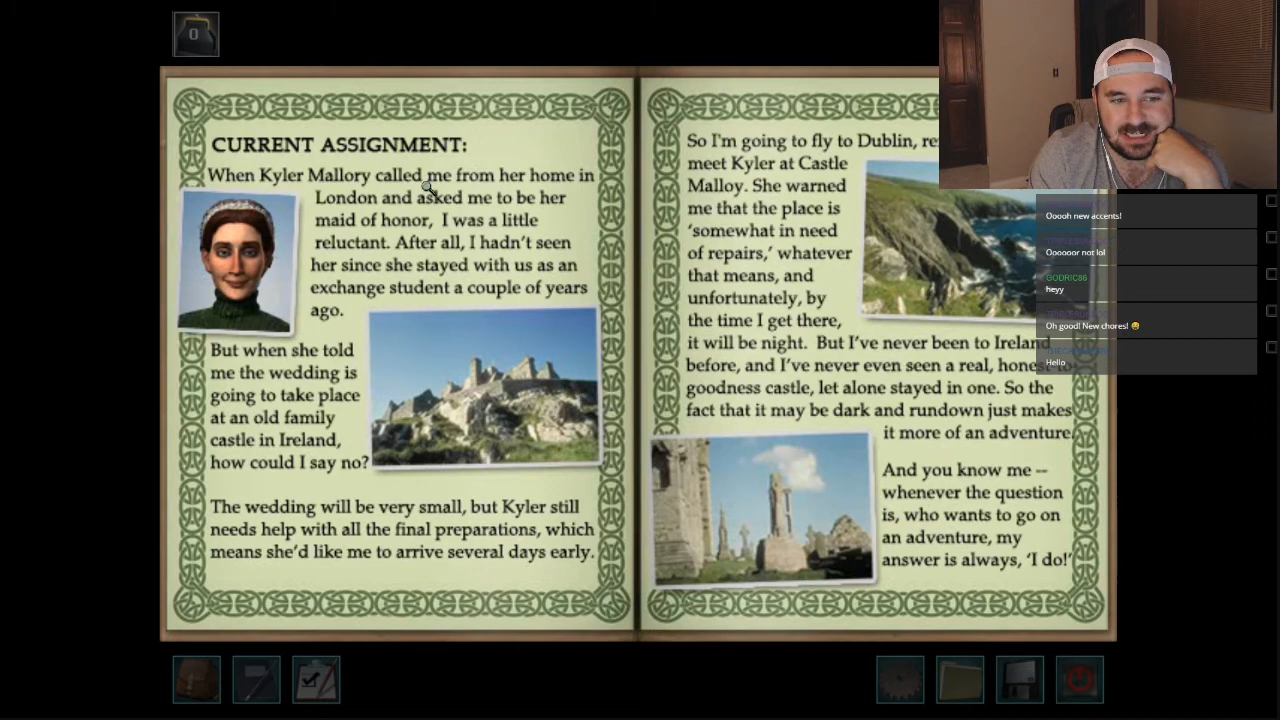 0
CURRENT ASSIGNMENT:
When Kyler Mallory called me from her home in
London and asked me to be her
maid of honor, I was a little
reluctant. After all, I hadn't seen
her since she stayed with us as an
exchange student a couple of years
ago.
But when she told
me the wedding is
going to take place
at an old family
castle in Ireland,
how could I say no?
The wedding will be very small, but Kyler still
needs help with all the final preparations, which
means she'd like me to arrive several days early.
So I'm going to fly to Dublin,
meet Kyler at Castle
Malloy. She warned
me that the place is
'somewhat in need
of repairs,' whatever
that means, and
unfortunately, by
the time I get there,
it will be night. But I've never been to Ireland
before, and I've never even seen a real, honest-to-
goodness castle, let alone stayed in one. So the
fact that it may be dark and rundown just makes
it more of an adventure.
And you know me --
whenever the question
is, who wants to go on
an adventure, my
answer is always, 'I do!'
Ooooh new accents!
Oooooor not lol
GODRIC86
heyy
Oh good! New chores! 😅
Hello